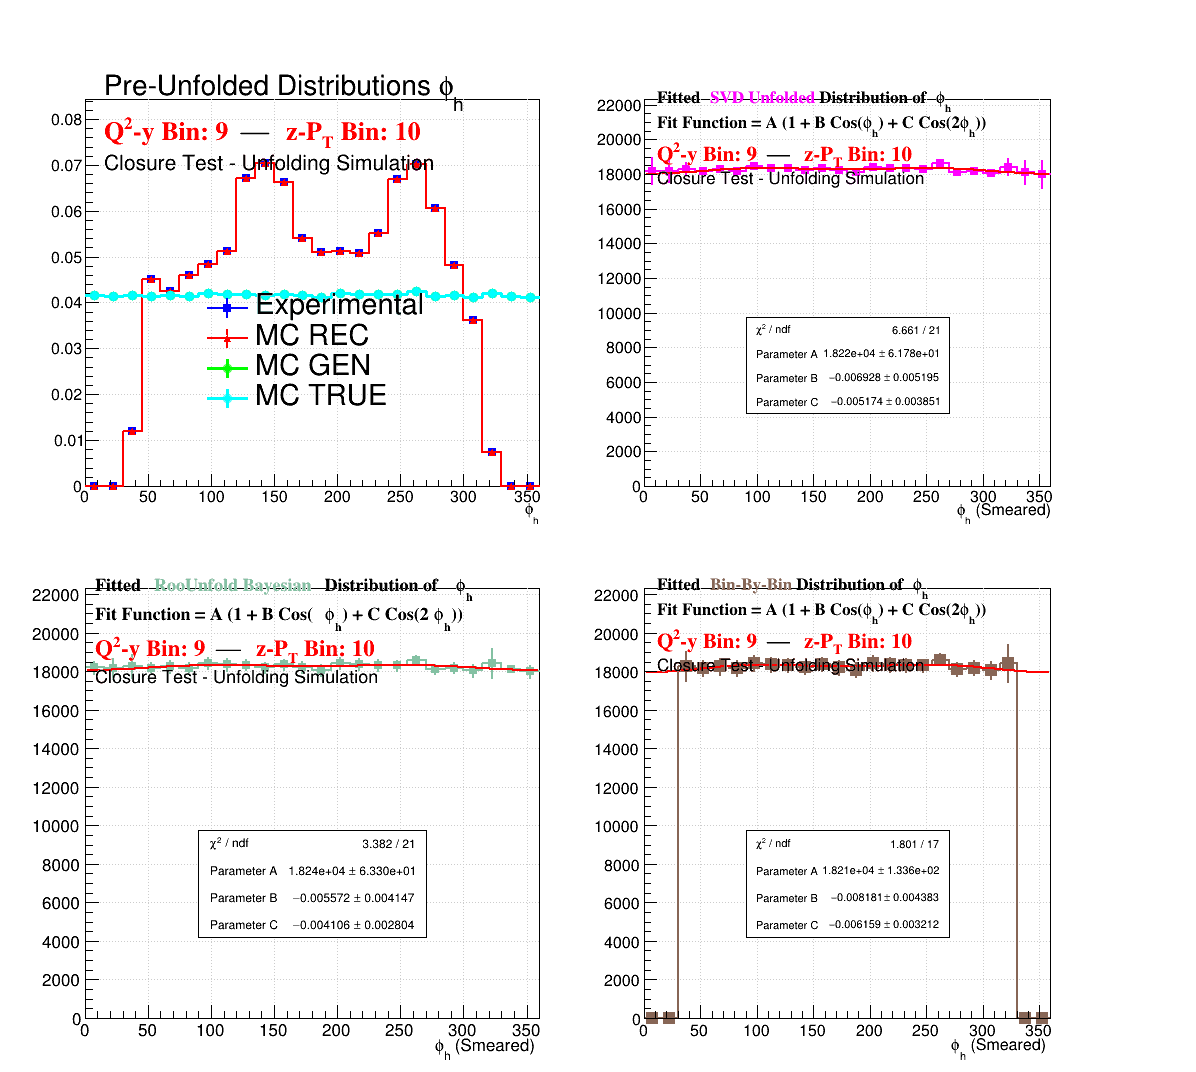 Pre-Unfolded Distributions ϕh
Q2-y Bin: 9 — z-PT Bin: 10
Closure Test - Unfolding Simulation
0.08
0.07
0.06
0.05
0.04
0.03
0.02
0.01
0
Experimental
MC REC
MC GEN
MC TRUE
0 50 100 150 200 250 300 350
ϕh
Fitted SVD Unfolded Distribution of ϕh
Fit Function = A (1 + B Cos(ϕh) + C Cos(2ϕh))
Q2-y Bin: 9 — z-PT Bin: 10
Closure Test - Unfolding Simulation
22000
20000
18000
16000
14000
12000
10000
8000
6000
4000
2000
0
χ2 / ndf 6.661 / 21
Parameter A 1.822e+04 ± 6.178e+01
Parameter B −0.006928 ± 0.005195
Parameter C −0.005174 ± 0.003851
0 50 100 150 200 250 300 350
ϕh (Smeared)
Fitted RooUnfold Bayesian Distribution of ϕh
Fit Function = A (1 + B Cos( ϕh) + C Cos(2 ϕh))
Q2-y Bin: 9 — z-PT Bin: 10
Closure Test - Unfolding Simulation
22000
20000
18000
16000
14000
12000
10000
8000
6000
4000
2000
0
χ2 / ndf 3.382 / 21
Parameter A 1.824e+04 ± 6.330e+01
Parameter B −0.005572 ± 0.004147
Parameter C −0.004106 ± 0.002804
0 50 100 150 200 250 300 350
ϕh (Smeared)
Fitted Bin-By-Bin Distribution of ϕh
Fit Function = A (1 + B Cos(ϕh) + C Cos(2ϕh))
Q2-y Bin: 9 — z-PT Bin: 10
Closure Test - Unfolding Simulation
22000
20000
18000
16000
14000
12000
10000
8000
6000
4000
2000
0
χ2 / ndf 1.801 / 17
Parameter A 1.821e+04 ± 1.336e+02
Parameter B −0.008181 ± 0.004383
Parameter C −0.006159 ± 0.003212
0 50 100 150 200 250 300 350
ϕh (Smeared)